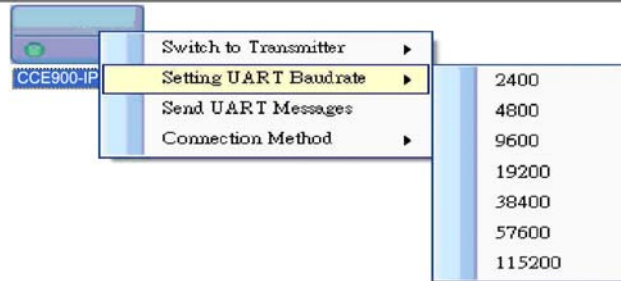 Switch to Transmitter
CCE900-IP
Setting UART Baudrate
Send UART Messages
Connection Method
2400
4800
9600
19200
38400
57600
115200